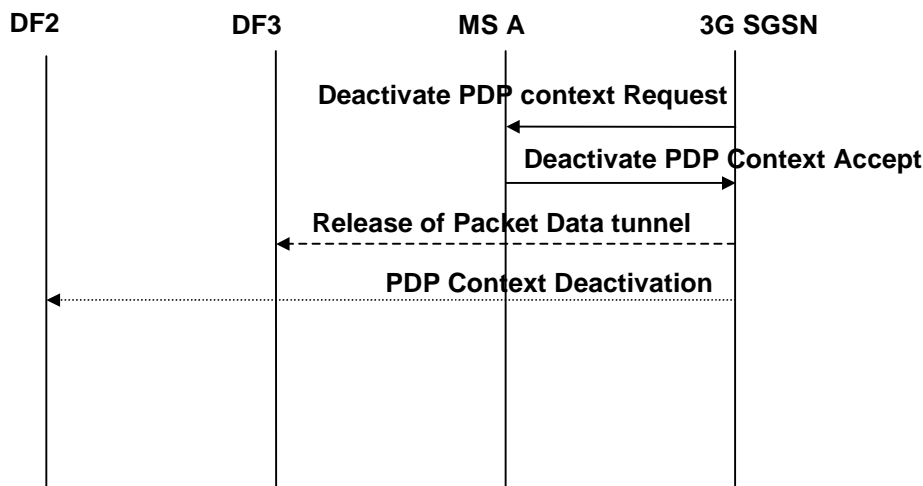 DF2
DF3
MS A
3G SGSN
Deactivate PDP context Request
Deactivate PDP Context Accept
Release of Packet Data tunnel
PDP Context Deactivation